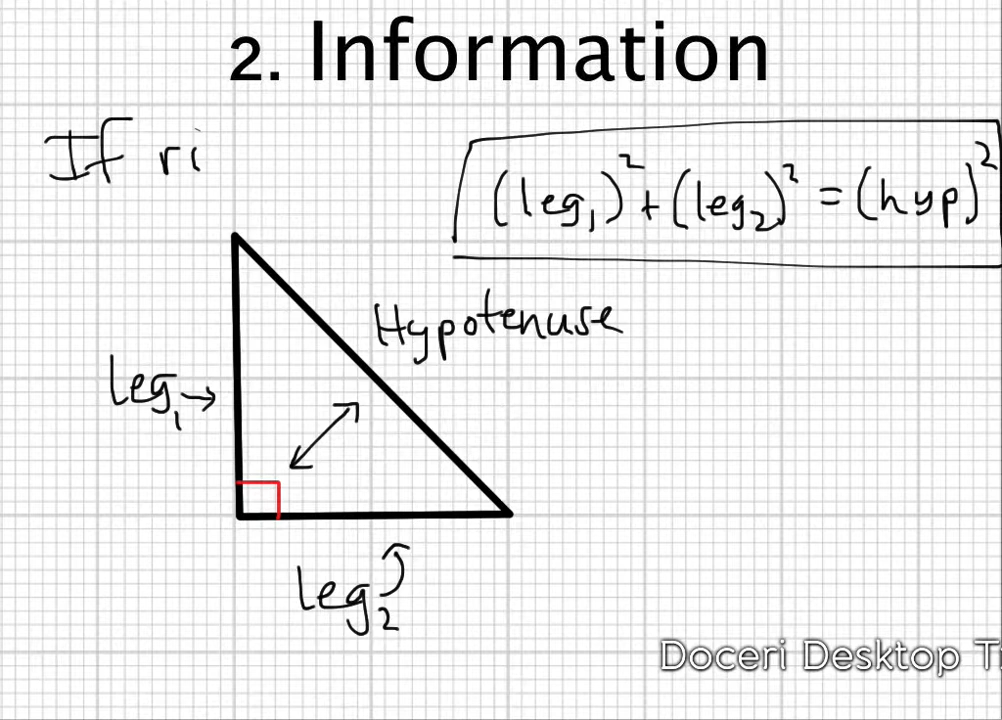 2. Information
If ri
(leg₁)² + (leg₂)² = (hyp)²
Hypotenuse
leg₁ →
leg₂
Doceri Desktop T